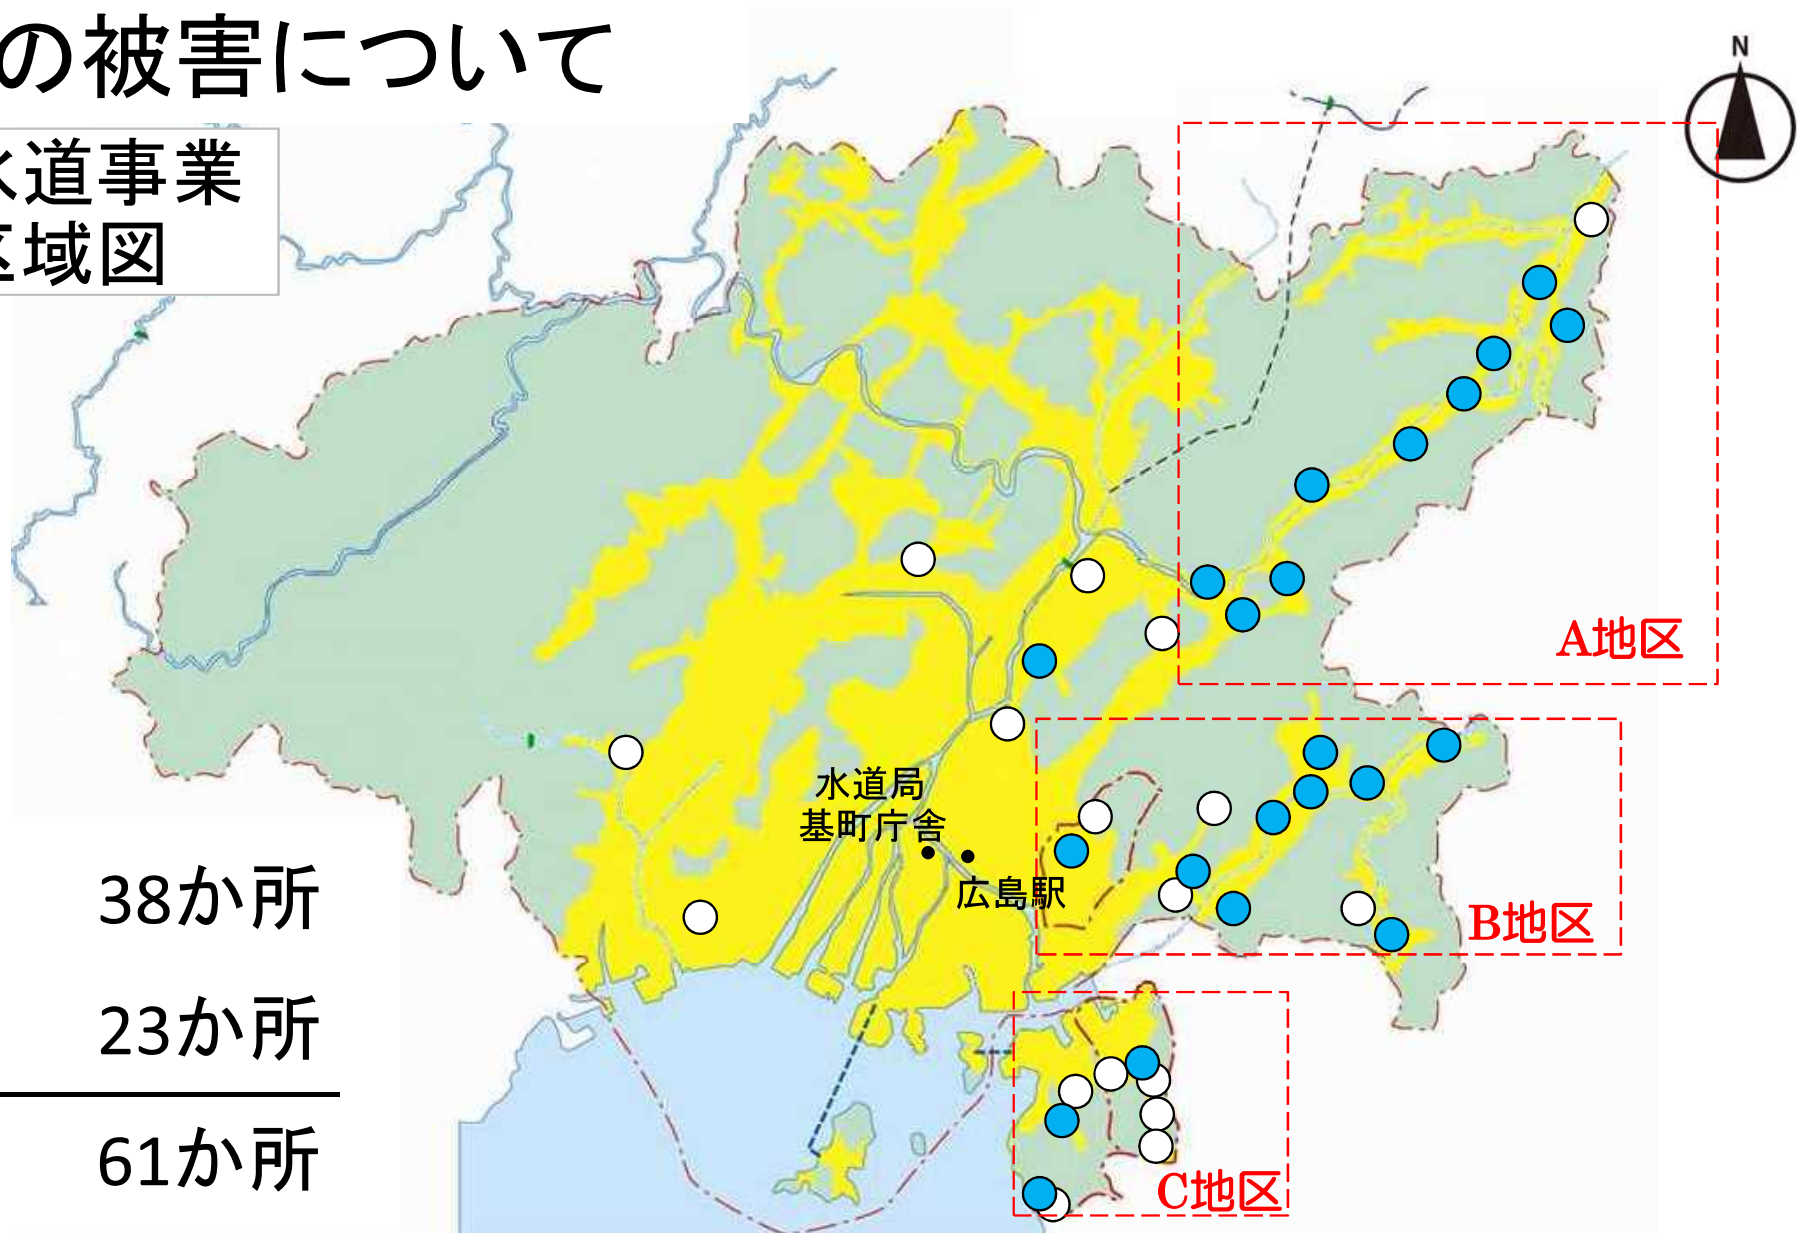 の被害について
N
水道事業
区域図
A地区
水道局
基町庁舎
広島駅
B地区
38か所
23か所
61か所
C地区